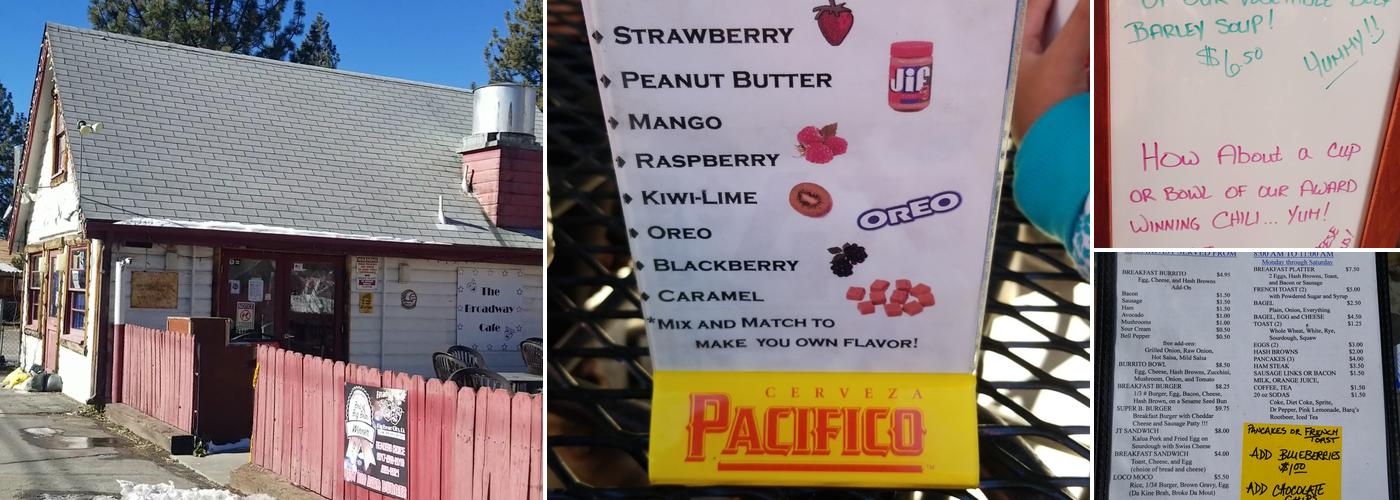 The
Broadway
Cafe
NOTICE
WARNING
Winner
STRAWBERRY
PEANUT BUTTER
Jif
MANGO
RASPBERRY
KIWI-LIME
OREO
OREO
BLACKBERRY
CARAMEL
*MIX AND MATCH TO
MAKE YOU OWN FLAVOR!
CERVEZA
PACIFICO
OF OUR VEGETABLE BEEF
BARLEY SOUP!
$6.50
YUMMY!!
HOW ABOUT A CUP
OR BOWL OF OUR AWARD
WINNING CHILI... YUM!
BREAKFAST BURRITO $4.95
Egg, Cheese, and Hash Browns
Add-On
Bacon $1.50
Sausage $1.50
Ham $1.50
Avocado $1.00
Mushrooms $1.00
Sour Cream $0.50
Bell Pepper $0.50
free add-ons:
Grilled Onion, Raw Onion,
Hot Salsa, Mild Salsa
BURRITO BOWL $8.50
Egg, Cheese, Hash Browns, Zucchini,
Mushroom, Onion, and Tomato
BREAKFAST BURGER $8.25
1/3 # Burger, Egg, Bacon, Cheese,
Hash Brown, on a Sesame Seed Bun
SUPER B. BURGER $9.75
Breakfast Burger with Cheddar
Cheese and Sausage Patty !!!
JT SANDWICH $8.00
Kalua Pork and Fried Egg on
Sourdough with Swiss Cheese
BREAKFAST SANDWICH $4.00
Toast, Cheese, and Egg
(choice of bread and cheese)
LOCO MOCO $5.50
Rice, 1/3# Burger, Brown Gravy, Egg
(Da Kine Brah, Broke Da Mout)
8:00 AM TO 11:00 AM
Monday through Saturday
BREAKFAST PLATTER $7.50
2 Eggs, Hash Browns, Toast,
and Bacon or Sausage
FRENCH TOAST (2) $5.00
with Powdered Sugar and Syrup
BAGEL $2.50
Plain, Onion, Everything
BAGEL, EGG and CHEESE $4.50
TOAST (2) $1.25
Whole Wheat, White, Rye,
Sourdough, Squaw
EGGS (2) $3.00
HASH BROWNS $2.00
PANCAKES (3) $4.00
HAM STEAK $3.50
SAUSAGE LINKS OR BACON $1.50
MILK, ORANGE JUICE,
COFFEE, TEA $1.50
20 oz SODAS $1.50
Coke, Diet Coke, Sprite,
Dr Pepper, Pink Lemonade, Barq's
Rootbeer, Iced Tea
PANCAKES OR FRENCH
TOAST
ADD BLUEBERRIES
$1.00
ADD CHOCOLATE